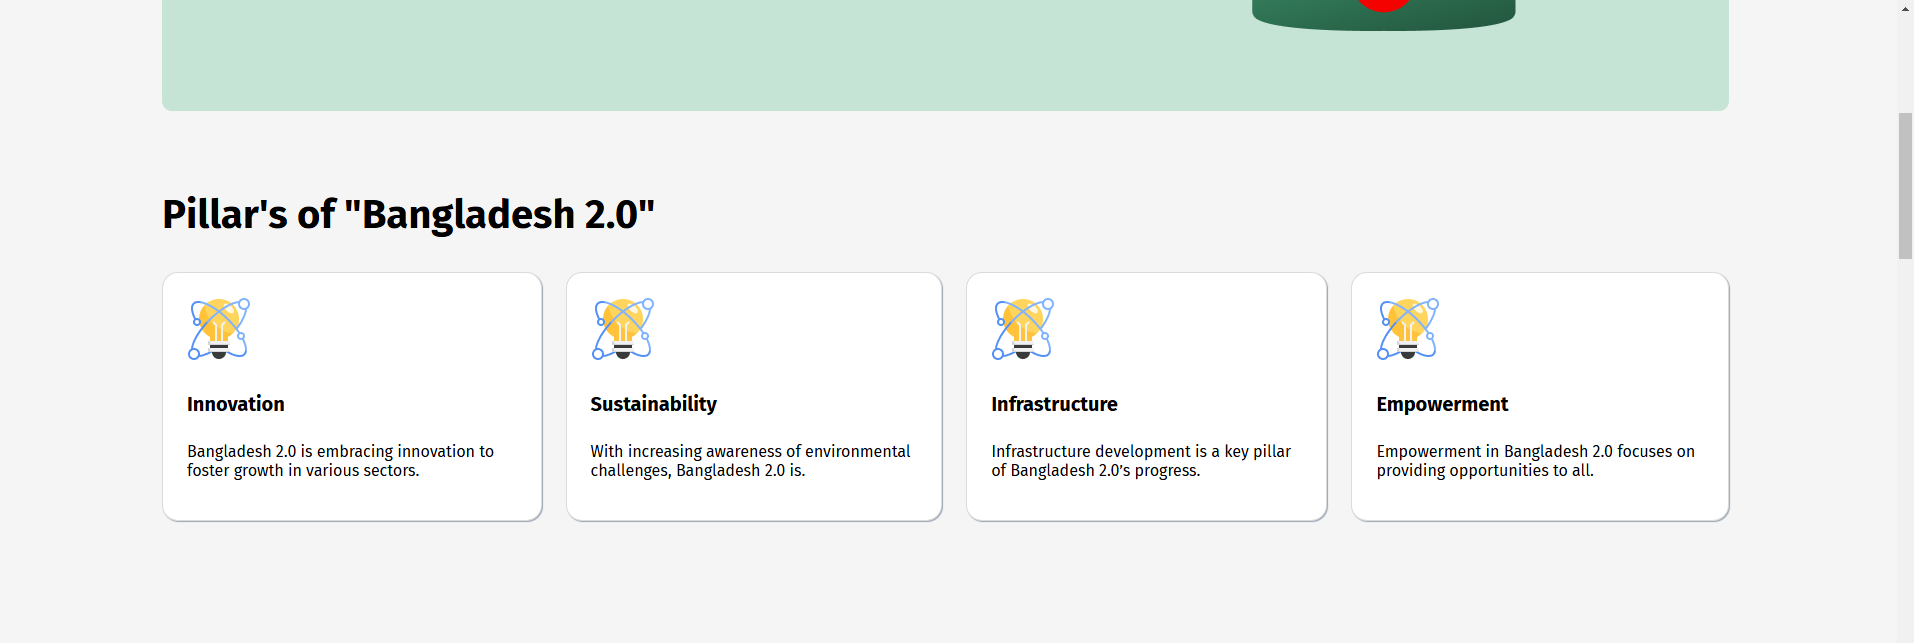 Pillar's of "Bangladesh 2.0"
Innovation
Bangladesh 2.0 is embracing innovation to
foster growth in various sectors.
Sustainability
With increasing awareness of environmental
challenges, Bangladesh 2.0 is.
Infrastructure
Infrastructure development is a key pillar
of Bangladesh 2.0’s progress.
Empowerment
Empowerment in Bangladesh 2.0 focuses on
providing opportunities to all.